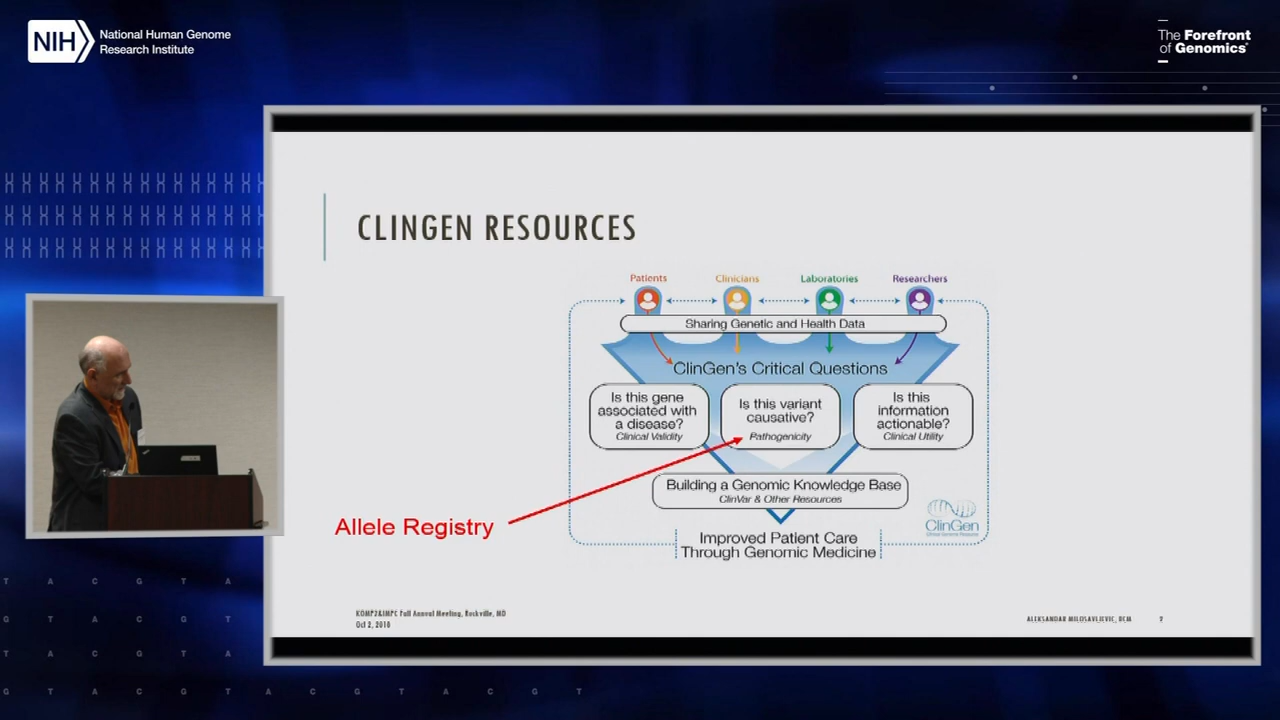 NIH
National Human Genome
Research Institute
The Forefront
of Genomics
CLINGEN RESOURCES
Patients
Clinicians
Laboratories
Researchers
Sharing Genetic and Health Data
ClinGen's Critical Questions
Is this gene
associated with
a disease?
Clinical Validity
Is this variant
causative?
Pathogenicity
Is this
information
actionable?
Clinical Utility
Building a Genomic Knowledge Base
ClinVar & Other Resources
ClinGen
Clinical Genome Resource
Allele Registry
Improved Patient Care
Through Genomic Medicine
KOMP2&IMPC Fall Annual Meeting, Rockville, MD
Oct 2, 2018
ALEKSANDAR MILOSAVLJEVIC, BCM
2
T A C G T A
G T A C G T
T A C G T A
G T A C G T A C G T A C G T